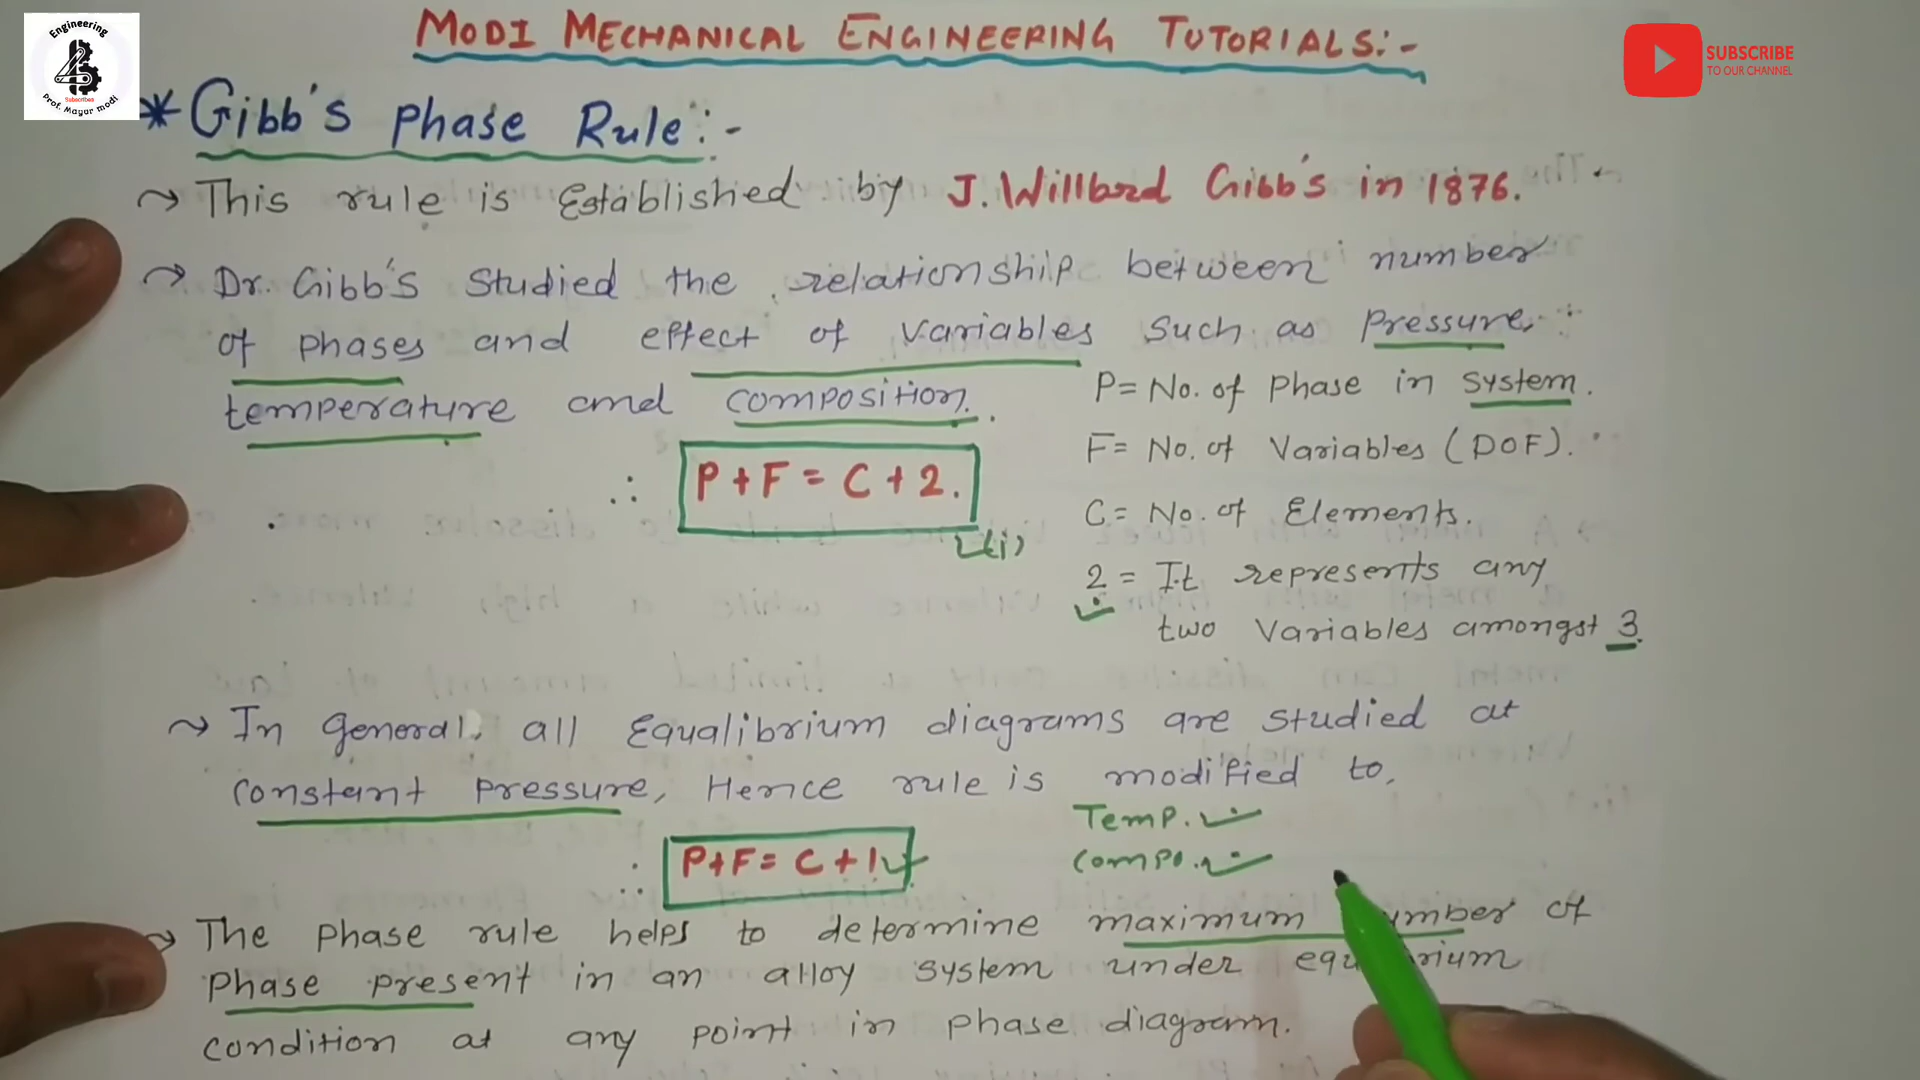 Engineering
Subscribes
Prof. Mayur modi
MODI MECHANICAL ENGINEERING TUTORIALS:-
SUBSCRIBE
TO OUR CHANNEL
* Gibb's Phase Rule:-
~> This rule is Established by J. Willard Gibb's in 1876.
~> Dr. Gibb's Studied the relationship between number
of phases and effect of variables such as pressure,
temperature and composition.
P = No. of phase in system.
F = No. of Variables (DOF).
∴ P + F = C + 2.
(i)
C = No. of Elements.
2 = It represents any
two variables amongst 3.
~> In general, all Equalibrium diagrams are studied at
constant pressure, Hence rule is modified to,
Temp. ✓
∴ P+F = C+1 ✓
Compo. ✓
~> The phase rule helps to determine maximum number of
phase present in an alloy system under
condition at any point in phase diagram.